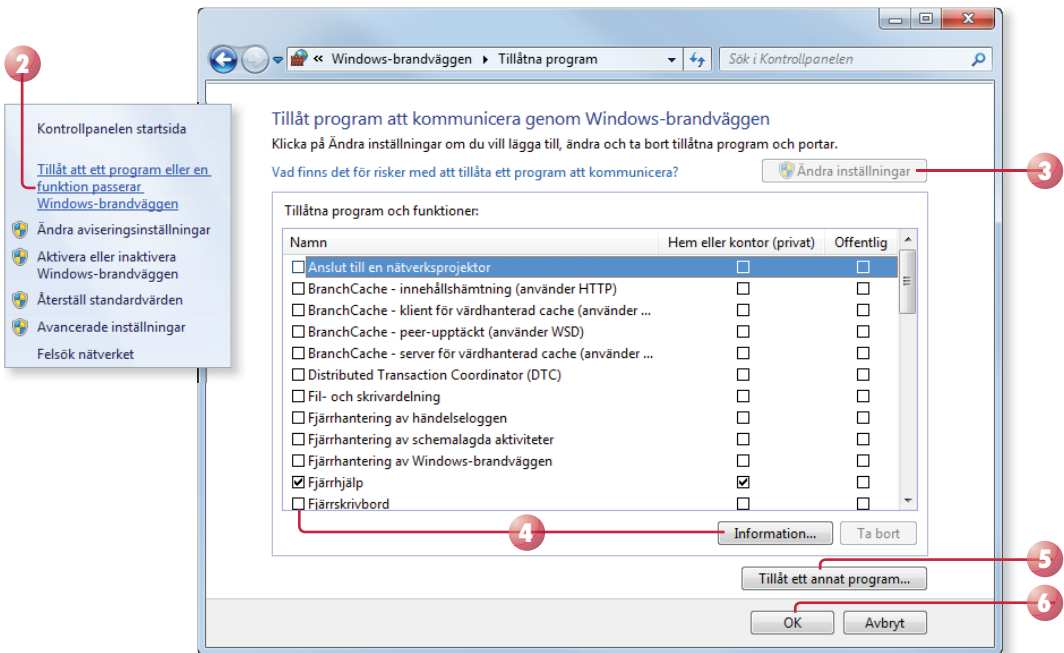 « Windows-brandväggen ▸ Tillåtna program
Sök i Kontrollpanelen
2
Kontrollpanelen startsida
Tillåt att ett program eller en
funktion passerar
Windows-brandväggen
Ändra aviseringsinställningar
Aktivera eller inaktivera
Windows-brandväggen
Återställ standardvärden
Avancerade inställningar
Felsök nätverket
Tillåt program att kommunicera genom Windows-brandväggen
Klicka på Ändra inställningar om du vill lägga till, ändra och ta bort tillåtna program och portar.
Vad finns det för risker med att tillåta ett program att kommunicera?
Ändra inställningar
3
Tillåtna program och funktioner:
Namn Hem eller kontor (privat) Offentlig
Anslut till en nätverksprojektor
BranchCache - innehållshämtning (använder HTTP)
BranchCache - klient för värdhanterad cache (använder ...
BranchCache - peer-upptäckt (använder WSD)
BranchCache - server för värdhanterad cache (använder ...
Distributed Transaction Coordinator (DTC)
Fil- och skrivardelning
Fjärrhantering av händelseloggen
Fjärrhantering av schemalagda aktiviteter
Fjärrhantering av Windows-brandväggen
Fjärrhjälp
Fjärrskrivbord
4
Information...
Ta bort
5
Tillåt ett annat program...
6
OK
Avbryt